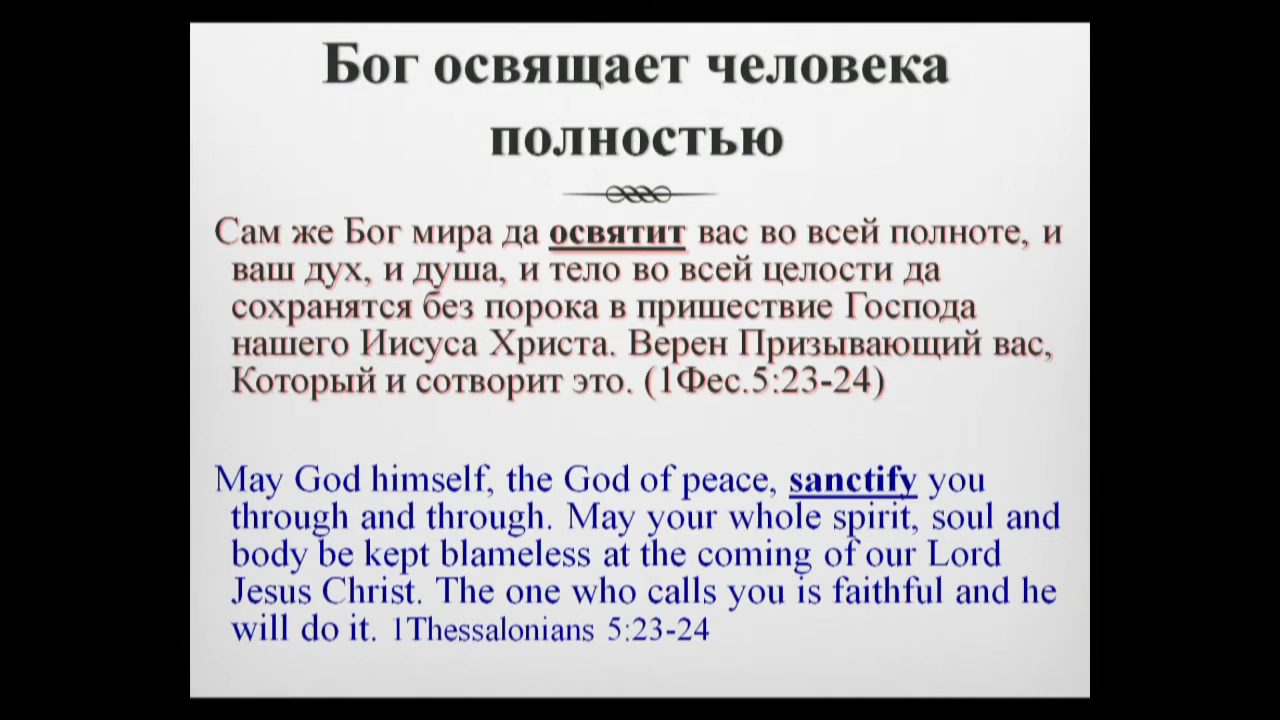 Бог освящает человека
полностью
Сам же Бог мира да освятит вас во всей полноте, и
ваш дух, и душа, и тело во всей целости да
сохранятся без порока в пришествие Господа
нашего Иисуса Христа. Верен Призывающий вас,
Который и сотворит это. (1Фес.5:23-24)
May God himself, the God of peace, sanctify you
through and through. May your whole spirit, soul and
body be kept blameless at the coming of our Lord
Jesus Christ. The one who calls you is faithful and he
will do it. 1Thessalonians 5:23-24